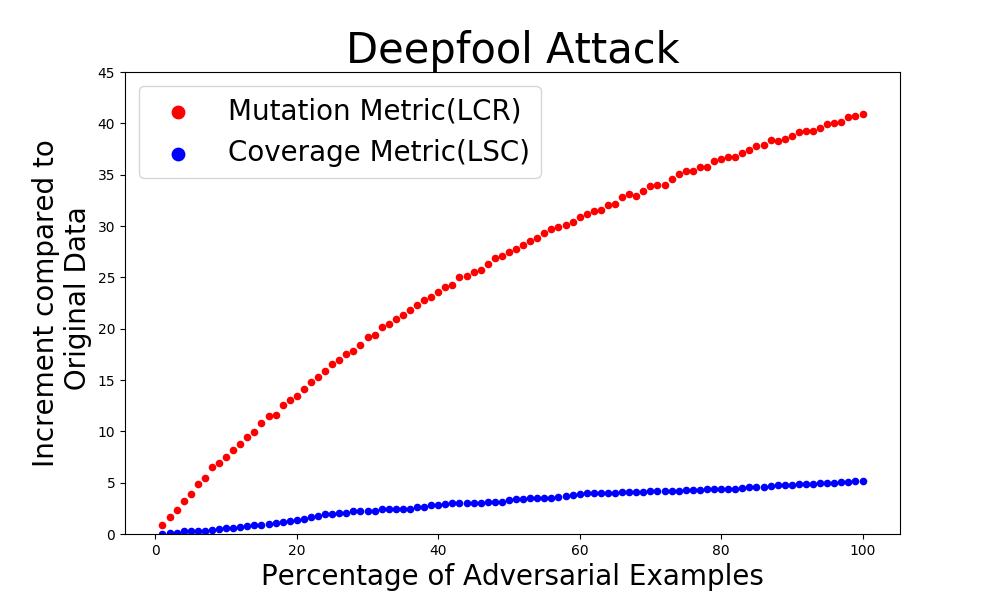 Deepfool Attack
Mutation Metric(LCR)
Coverage Metric(LSC)
Increment compared to
Original Data
45
40
35
30
25
20
15
10
5
0
0 20 40 60 80 100
Percentage of Adversarial Examples